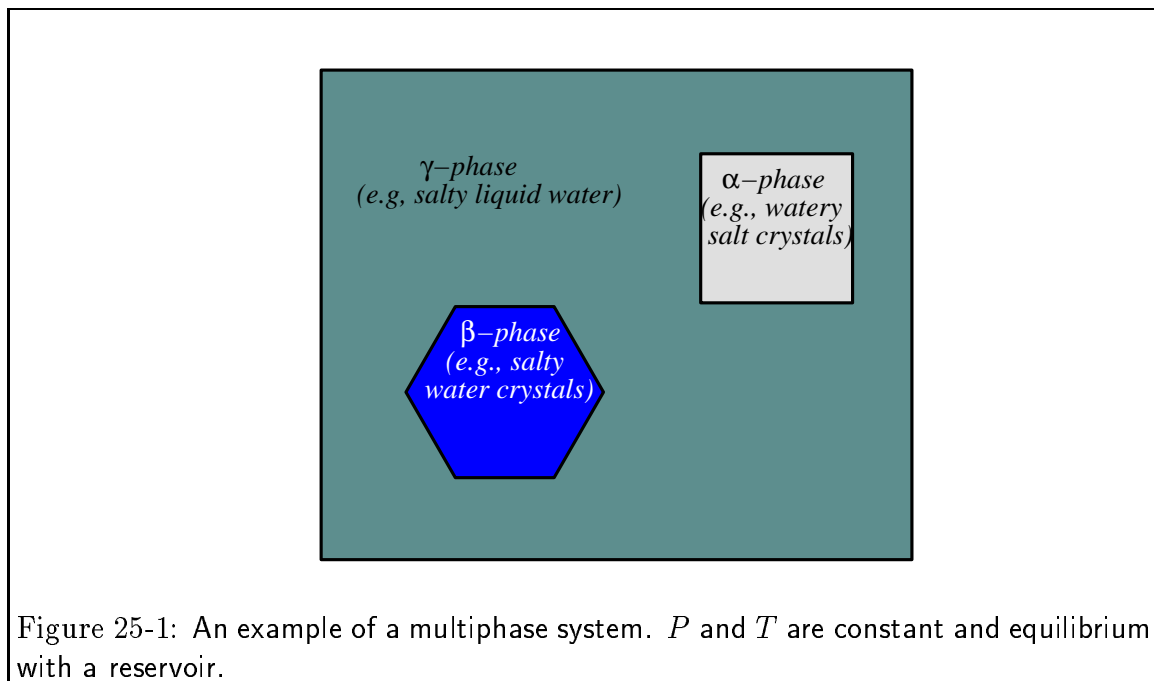 γ–phase
(e.g, salty liquid water)
α–phase
(e.g., watery
salt crystals)
β–phase
(e.g., salty
water crystals)
Figure 25-1: An example of a multiphase system. P and T are constant and equilibrium
with a reservoir.